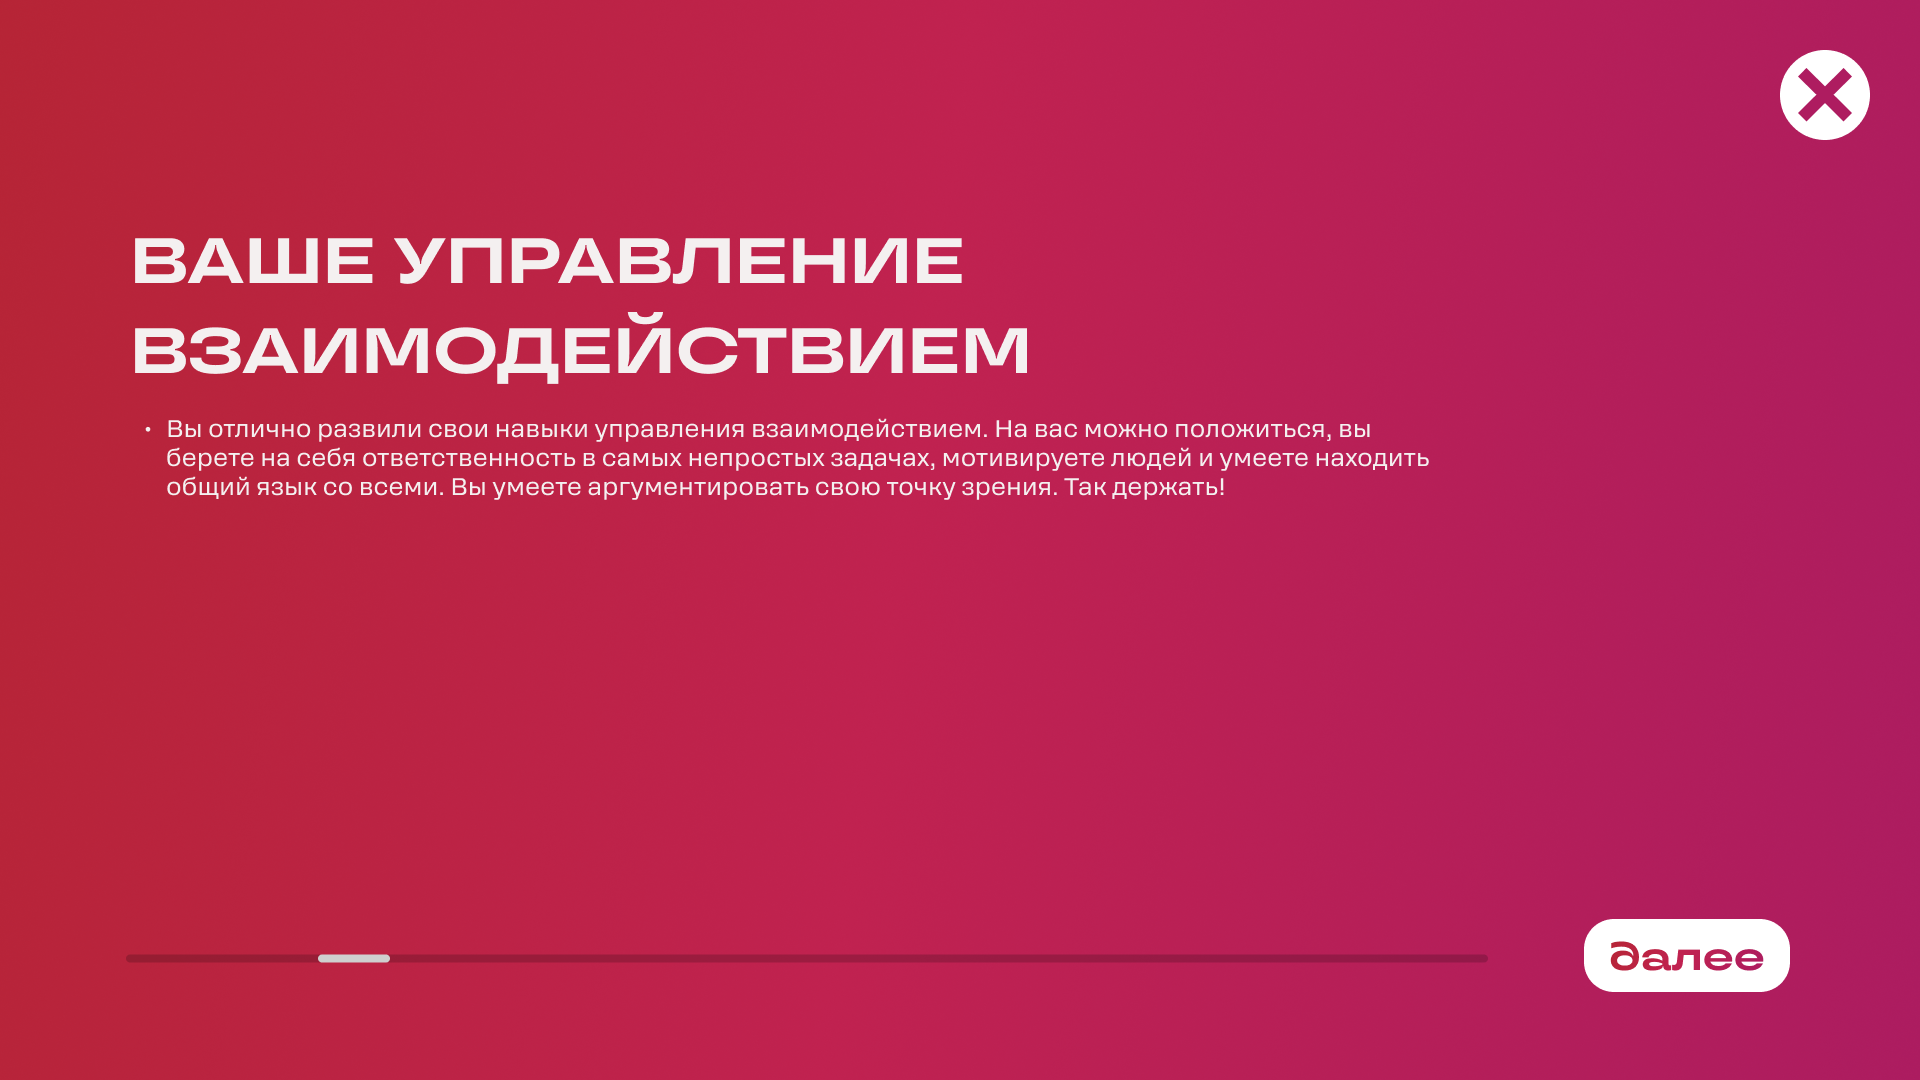 ВАШЕ УПРАВЛЕНИЕ
ВЗАИМОДЕЙСТВИЕМ
• Вы отлично развили свои навыки управления взаимодействием. На вас можно положиться, вы
берете на себя ответственность в самых непростых задачах, мотивируете людей и умеете находить
общий язык со всеми. Вы умеете аргументировать свою точку зрения. Так держать!
далее